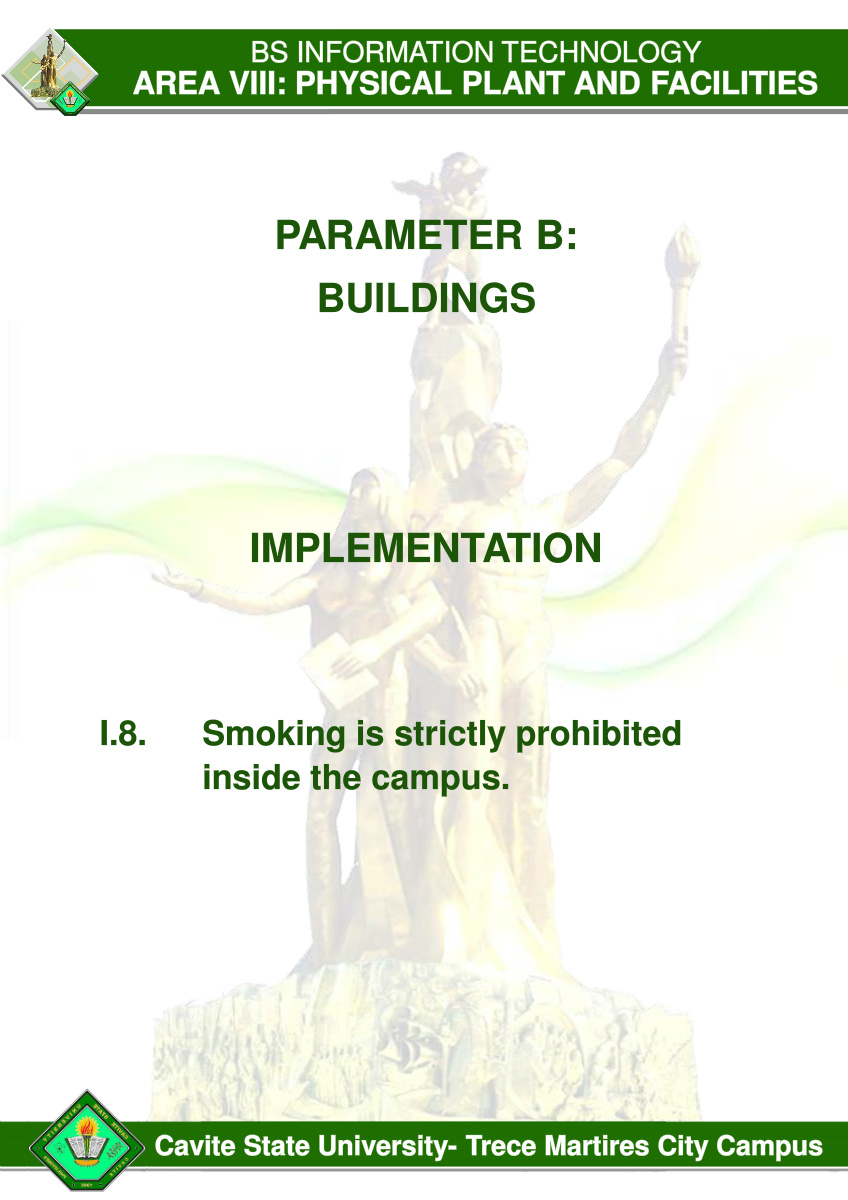 BS INFORMATION TECHNOLOGY
AREA VIII: PHYSICAL PLANT AND FACILITIES
PARAMETER B:
BUILDINGS
IMPLEMENTATION
I.8. Smoking is strictly prohibited
inside the campus.
Cavite State University- Trece Martires City Campus